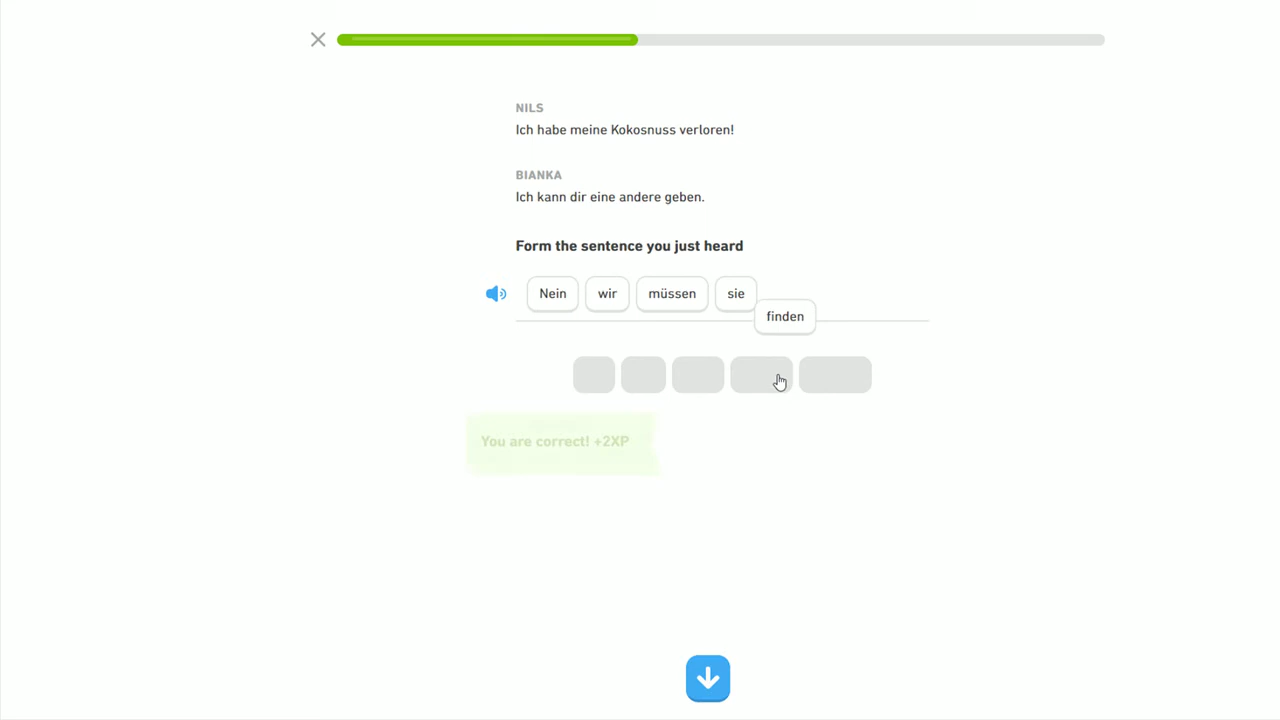 NILS
Ich habe meine Kokosnuss verloren!
BIANKA
Ich kann dir eine andere geben.
Form the sentence you just heard
Nein wir müssen sie
finden
You are correct! +2XP